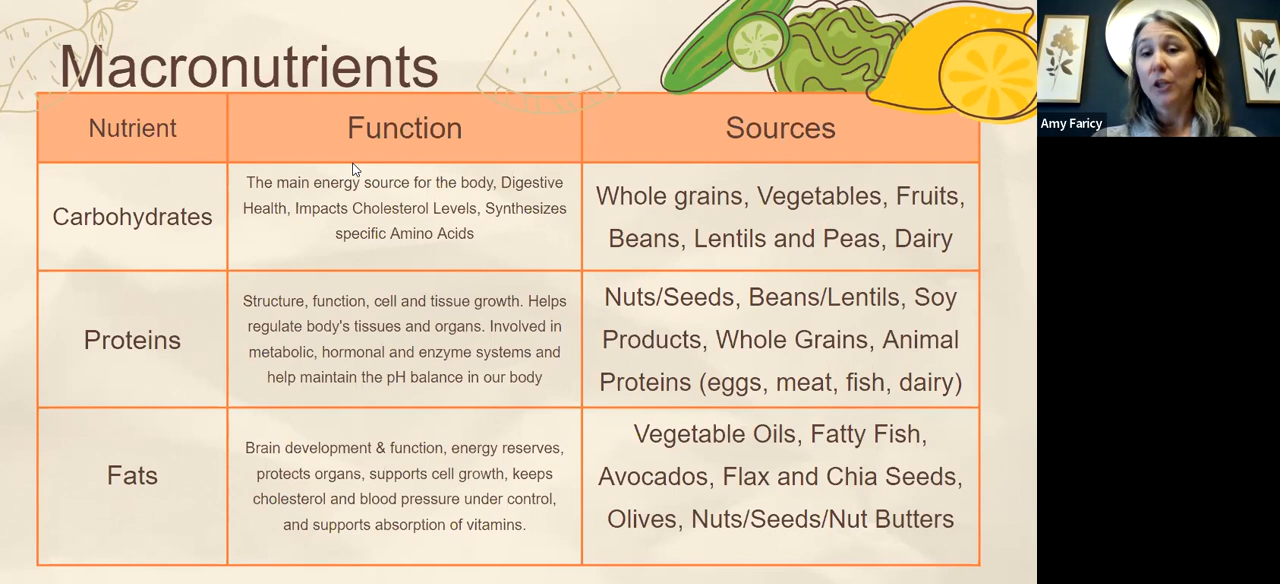 Macronutrients
Amy Faricy
Nutrient
Function
Sources
Carbohydrates
The main energy source for the body, Digestive
Health, Impacts Cholesterol Levels, Synthesizes
specific Amino Acids
Whole grains, Vegetables, Fruits,
Beans, Lentils and Peas, Dairy
Proteins
Structure, function, cell and tissue growth. Helps
regulate body's tissues and organs. Involved in
metabolic, hormonal and enzyme systems and
help maintain the pH balance in our body
Nuts/Seeds, Beans/Lentils, Soy
Products, Whole Grains, Animal
Proteins (eggs, meat, fish, dairy)
Fats
Brain development & function, energy reserves,
protects organs, supports cell growth, keeps
cholesterol and blood pressure under control,
and supports absorption of vitamins.
Vegetable Oils, Fatty Fish,
Avocados, Flax and Chia Seeds,
Olives, Nuts/Seeds/Nut Butters